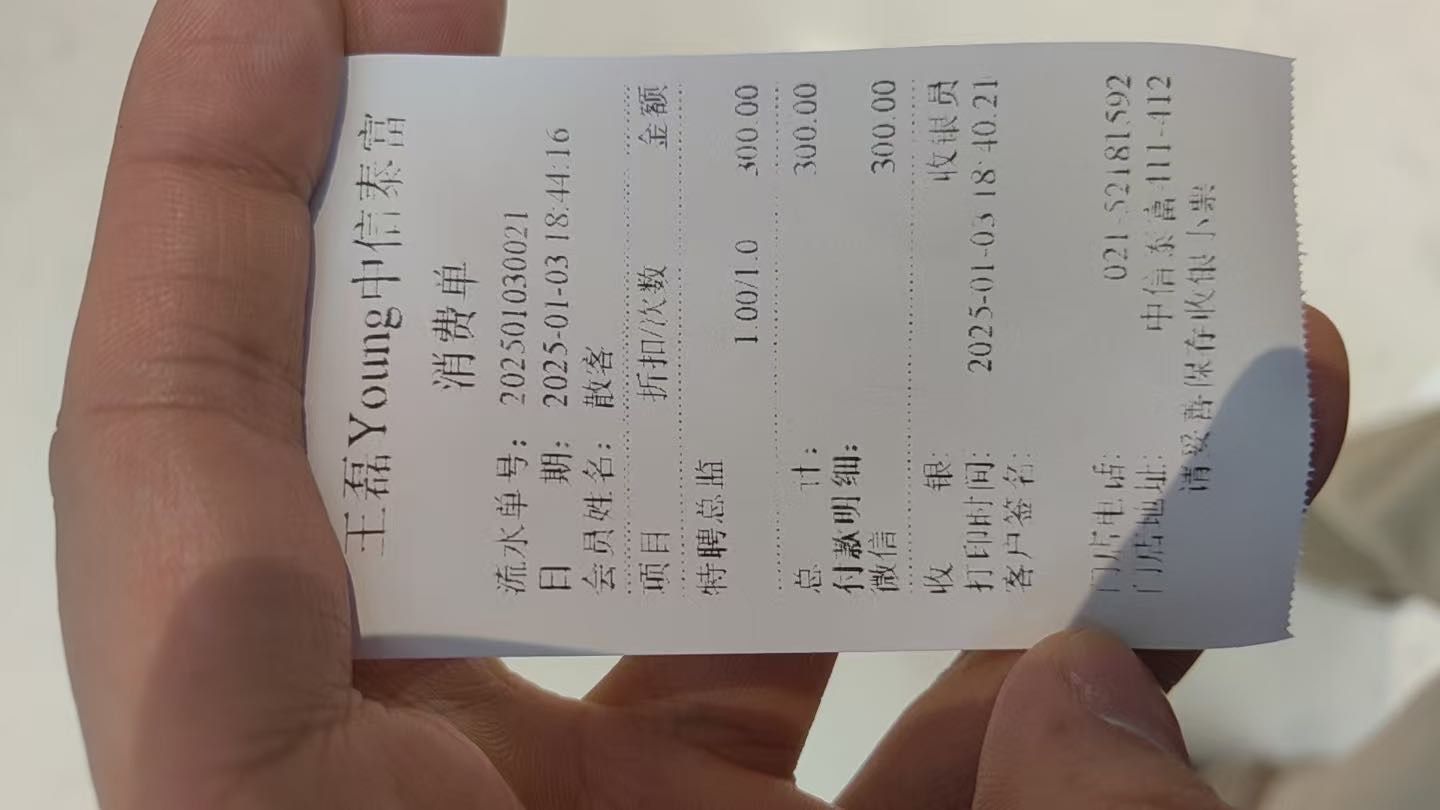 王磊Young中信泰富
消费单
流水单号: 202501030021
日 期: 2025-01-03 18:44:16
会员姓名: 散客
项目 折扣/次数 金额
特聘总监
1.00/1.0 300.00
总 计: 300.00
付款明细:
微信 300.00
收 银: 收银员
打印时间: 2025-01-03 18:40:21
客户签名:
门店电话: 021-52181592
门店地址: 中信泰富411-412
请妥善保存收银小票